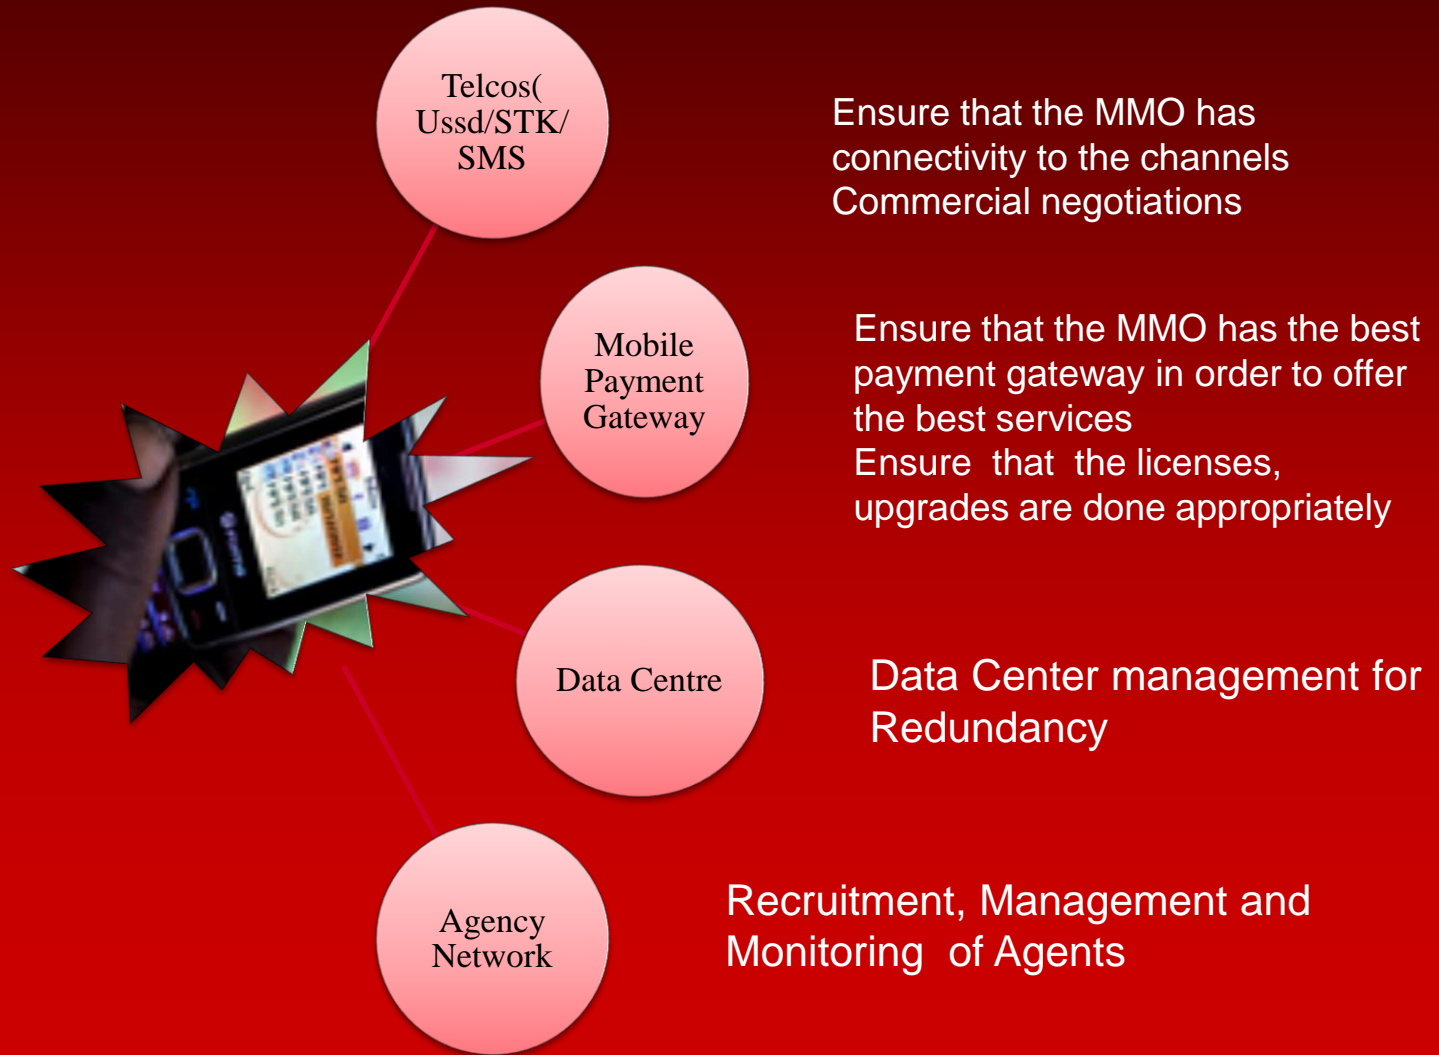 Telcos(
Ussd/STK/
SMS
Ensure that the MMO has
connectivity to the channels
Commercial negotiations
Mobile
Payment
Gateway
Ensure that the MMO has the best
payment gateway in order to offer
the best services
Ensure that the licenses,
upgrades are done appropriately
Data Centre
Data Center management for
Redundancy
Agency
Network
Recruitment, Management and
Monitoring of Agents